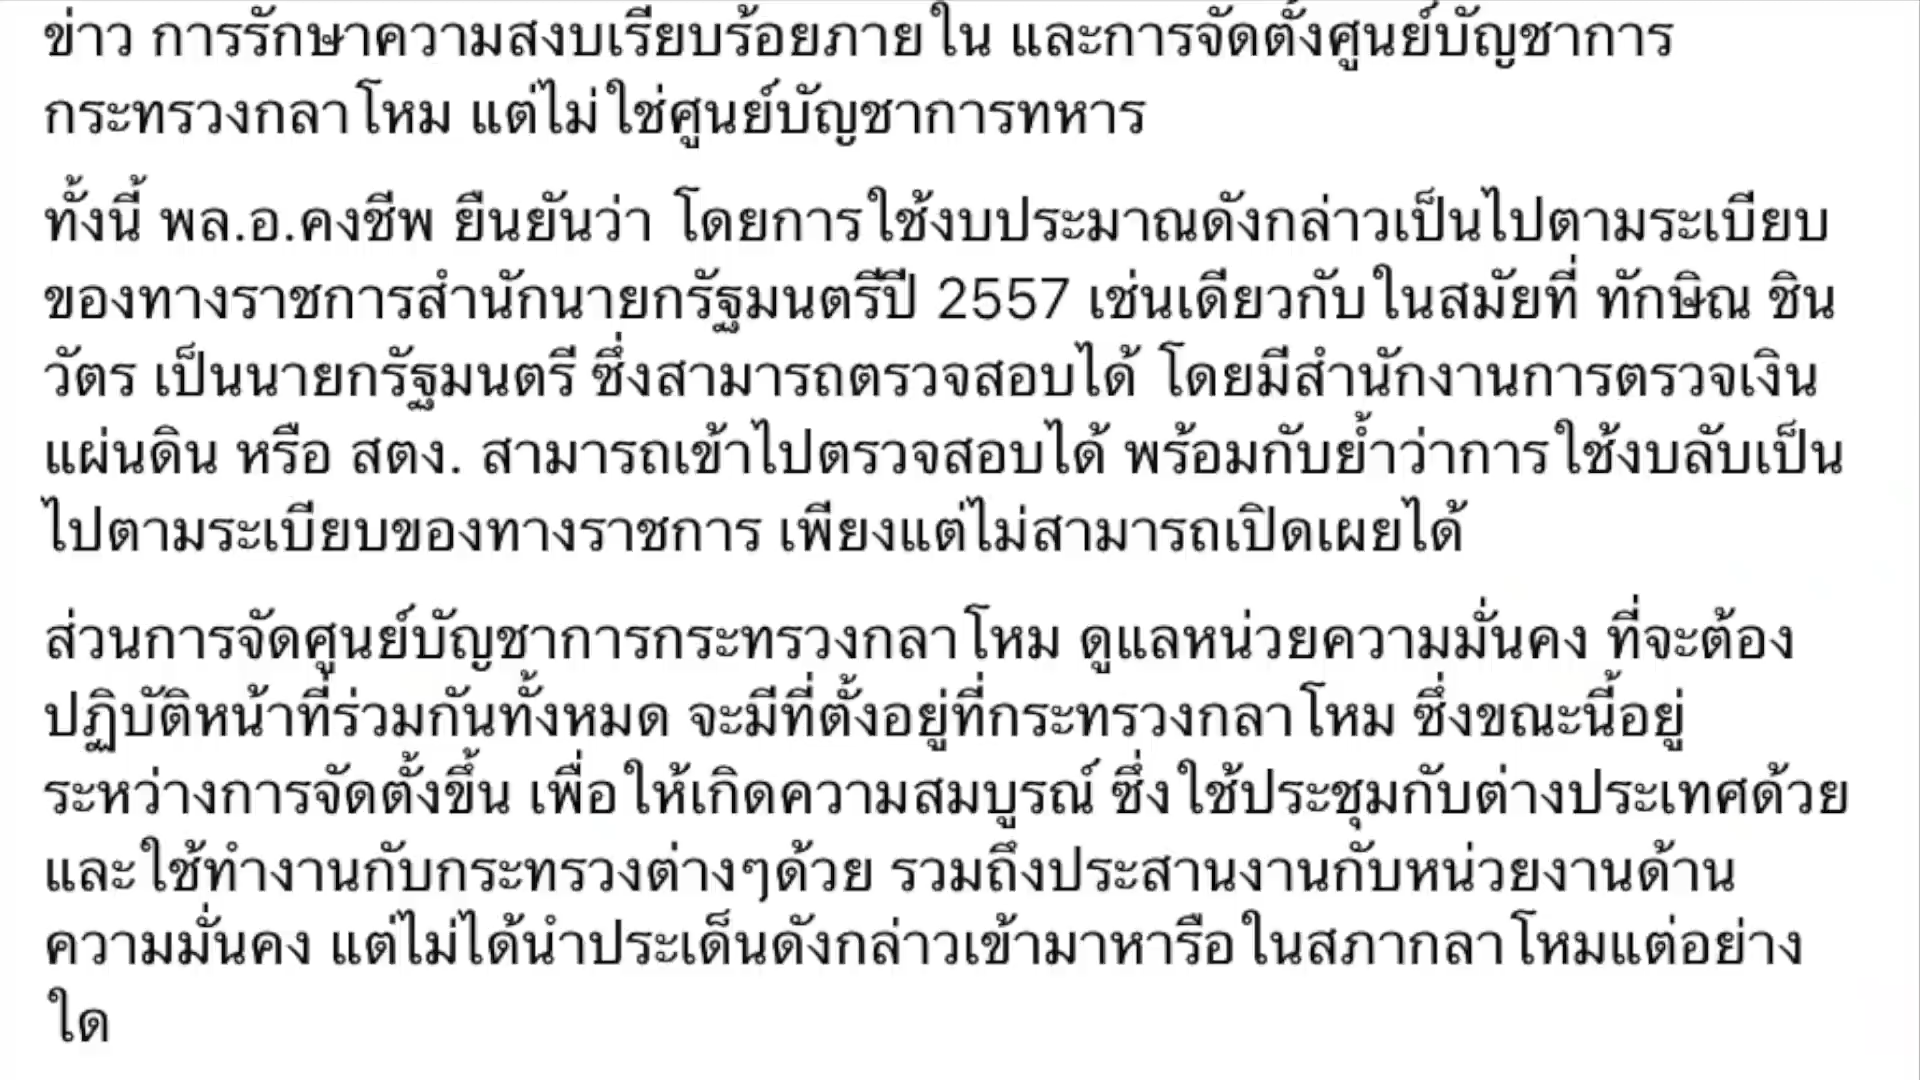 ข่าว การรักษาความสงบเรียบร้อยภายใน และการจัดตั้งศูนย์บัญชาการ
กระทรวงกลาโหม แต่ไม่ใช่ศูนย์บัญชาการทหาร
ทั้งนี้ พล.อ.คงชีพ ยืนยันว่า โดยการใช้งบประมาณดังกล่าวเป็นไปตามระเบียบ
ของทางราชการสำนักนายกรัฐมนตรีปี 2557 เช่นเดียวกับในสมัยที่ ทักษิณ ชิน
วัตร เป็นนายกรัฐมนตรี ซึ่งสามารถตรวจสอบได้ โดยมีสำนักงานการตรวจเงิน
แผ่นดิน หรือ สตง. สามารถเข้าไปตรวจสอบได้ พร้อมกับย้ำว่าการใช้งบลับเป็น
ไปตามระเบียบของทางราชการ เพียงแต่ไม่สามารถเปิดเผยได้
ส่วนการจัดศูนย์บัญชาการกระทรวงกลาโหม ดูแลหน่วยความมั่นคง ที่จะต้อง
ปฏิบัติหน้าที่ร่วมกันทั้งหมด จะมีที่ตั้งอยู่ที่กระทรวงกลาโหม ซึ่งขณะนี้อยู่
ระหว่างการจัดตั้งขึ้น เพื่อให้เกิดความสมบูรณ์ ซึ่งใช้ประชุมกับต่างประเทศด้วย
และใช้ทำงานกับกระทรวงต่างๆด้วย รวมถึงประสานงานกับหน่วยงานด้าน
ความมั่นคง แต่ไม่ได้นำประเด็นดังกล่าวเข้ามาหารือในสภากลาโหมแต่อย่าง
ใด